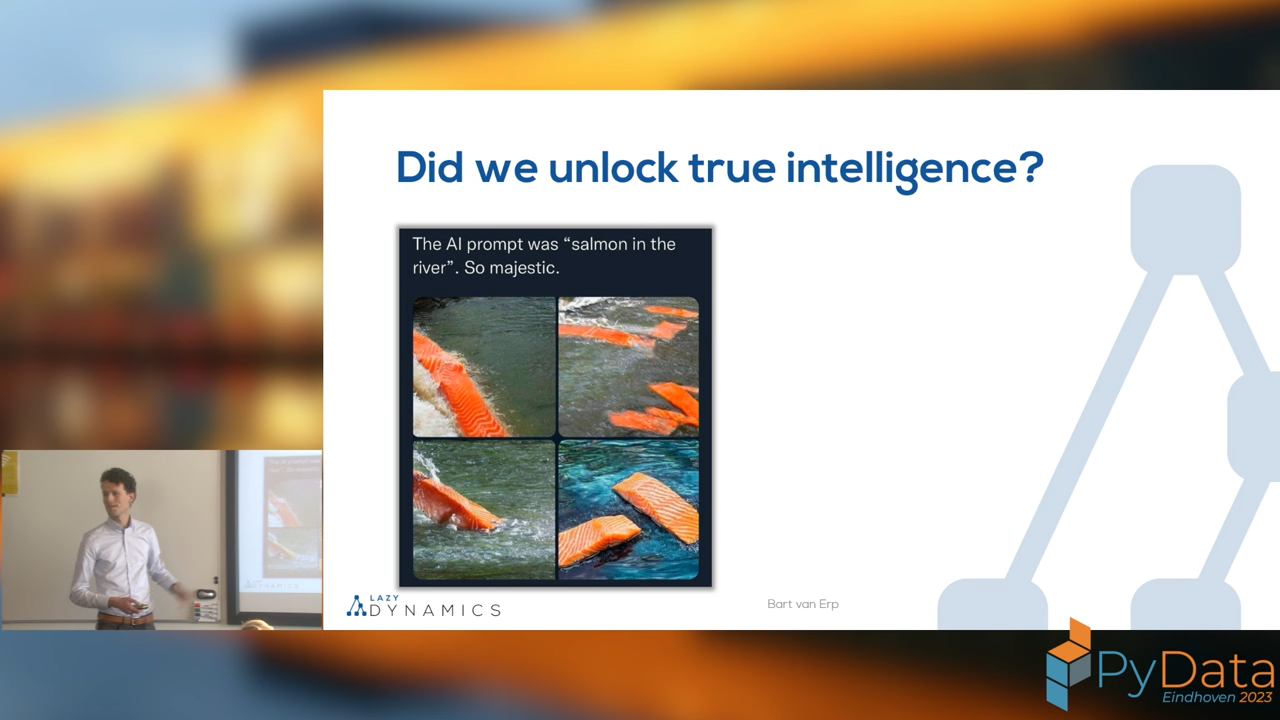 Did we unlock true intelligence?
The AI prompt was “salmon in the
river”. So majestic.
LAZY
DYNAMICS
Bart van Erp
PyData
Eindhoven 2023